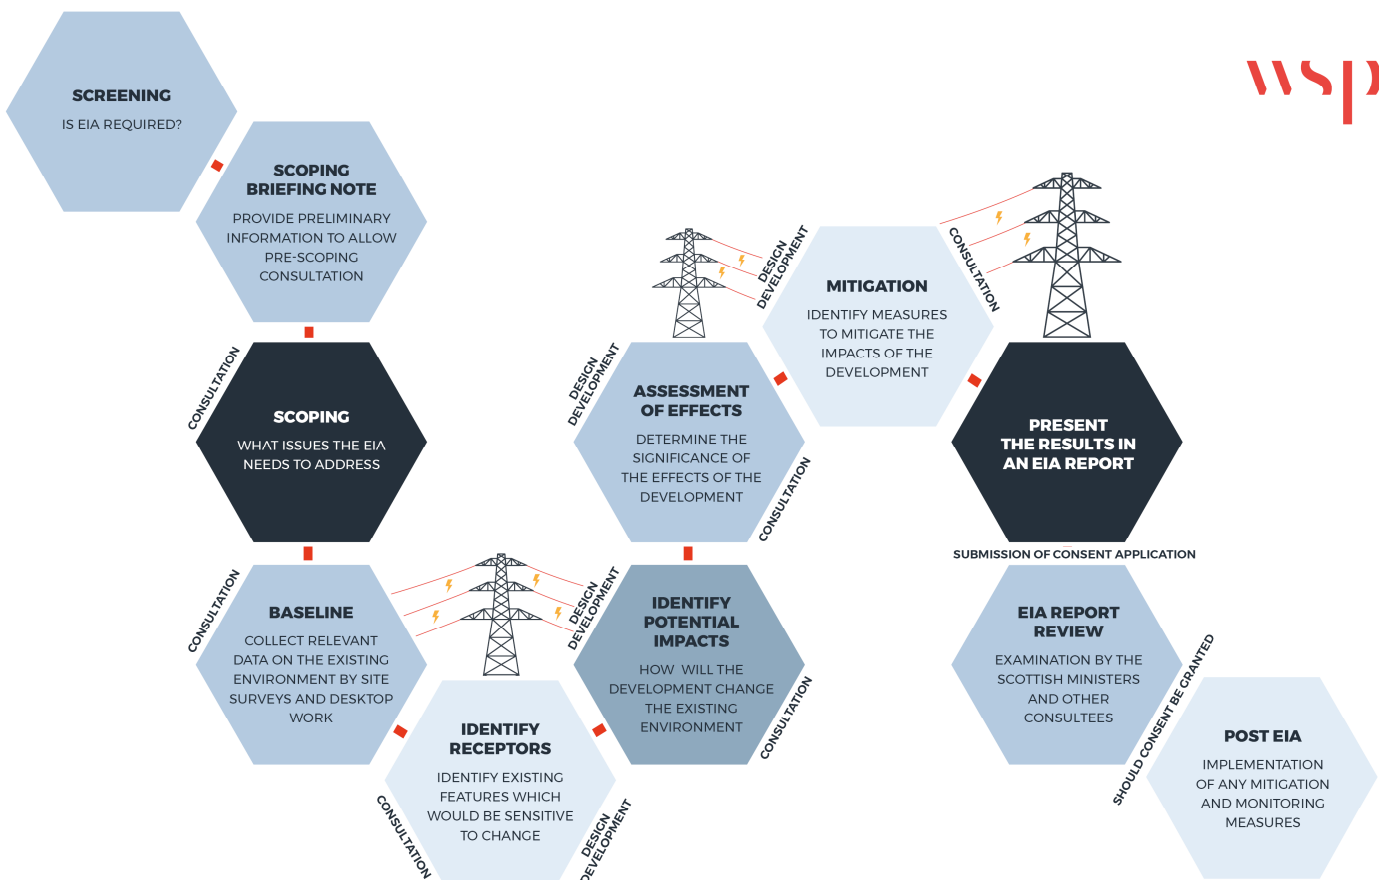 wsp
SCREENING
IS EIA REQUIRED?
SCOPING
BRIEFING NOTE
PROVIDE PRELIMINARY
INFORMATION TO ALLOW
PRE-SCOPING
CONSULTATION
CONSULTATION
SCOPING
WHAT ISSUES THE EIA
NEEDS TO ADDRESS
CONSULTATION
BASELINE
COLLECT RELEVANT
DATA ON THE EXISTING
ENVIRONMENT BY SITE
SURVEYS AND DESKTOP
WORK
IDENTIFY
RECEPTORS
IDENTIFY EXISTING
FEATURES WHICH
WOULD BE SENSITIVE
TO CHANGE
CONSULTATION
DESIGN
DEVELOPMENT
DESIGN
DEVELOPMENT
IDENTIFY
POTENTIAL
IMPACTS
HOW WILL THE
DEVELOPMENT CHANGE
THE EXISTING
ENVIRONMENT
CONSULTATION
DESIGN
DEVELOPMENT
ASSESSMENT
OF EFFECTS
DETERMINE THE
SIGNIFICANCE OF
THE EFFECTS OF THE
DEVELOPMENT
CONSULTATION
DESIGN
DEVELOPMENT
MITIGATION
IDENTIFY MEASURES
TO MITIGATE THE
IMPACTS OF THE
DEVELOPMENT
CONSULTATION
PRESENT
THE RESULTS IN
AN EIA REPORT
SUBMISSION OF CONSENT APPLICATION
EIA REPORT
REVIEW
EXAMINATION BY THE
SCOTTISH MINISTERS
AND OTHER
CONSULTEES
SHOULD CONSENT BE GRANTED
POST EIA
IMPLEMENTATION
OF ANY MITIGATION
AND MONITORING
MEASURES